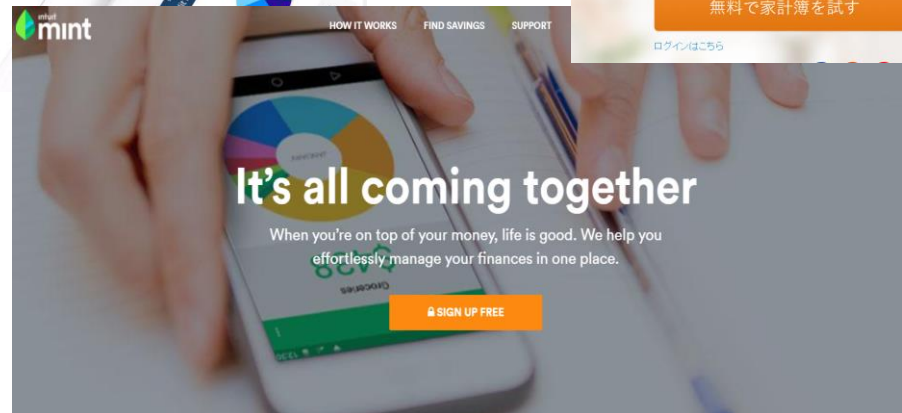 無料で家計簿を試す
ログインはこちら
intuit
mint
HOW IT WORKS
FIND SAVINGS
SUPPORT
It's all coming together
When you're on top of your money, life is good. We help you
effortlessly manage your finances in one place.
$428
Groceries
SIGN UP FREE